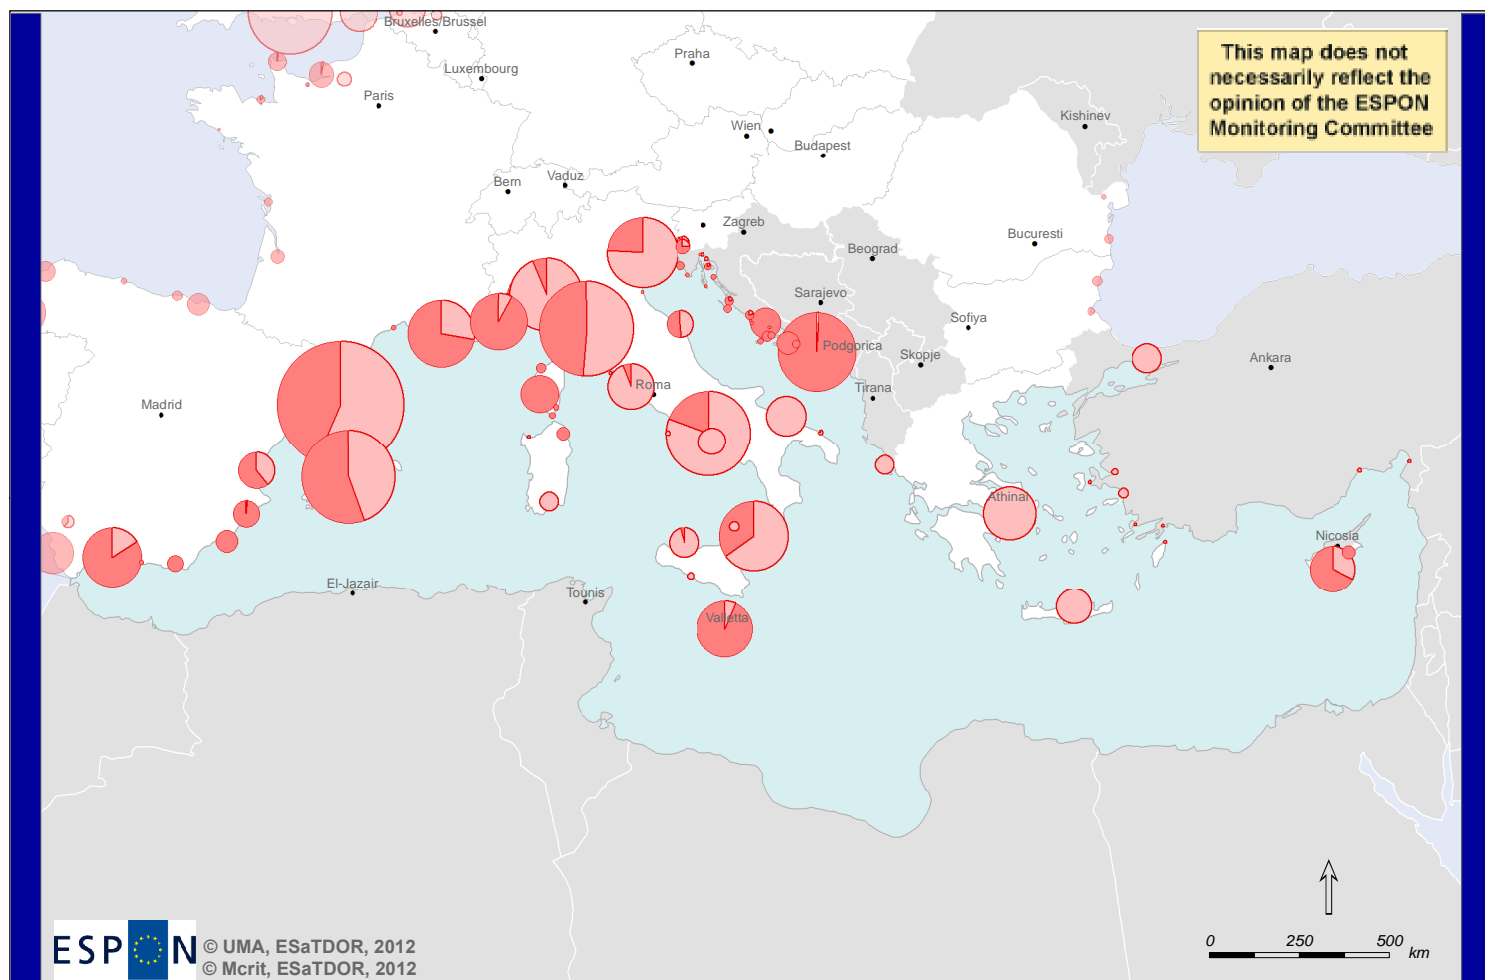 Bruxelles/Brussel
Praha
Luxembourg
Paris
This map does not
necessarily reflect the
opinion of the ESPON
Monitoring Committee
Kishinev
Wien
Budapest
Bern
Vaduz
Zagreb
Bucuresti
Beograd
Sarajevo
Sofiya
Podgorica
Skopje
Ankara
Tirana
Roma
Madrid
Athinai
Nicosia
El-Jazair
Tounis
Valletta
ESPON
© UMA, ESaTDOR, 2012
© Mcrit, ESaTDOR, 2012
0 250 500 km